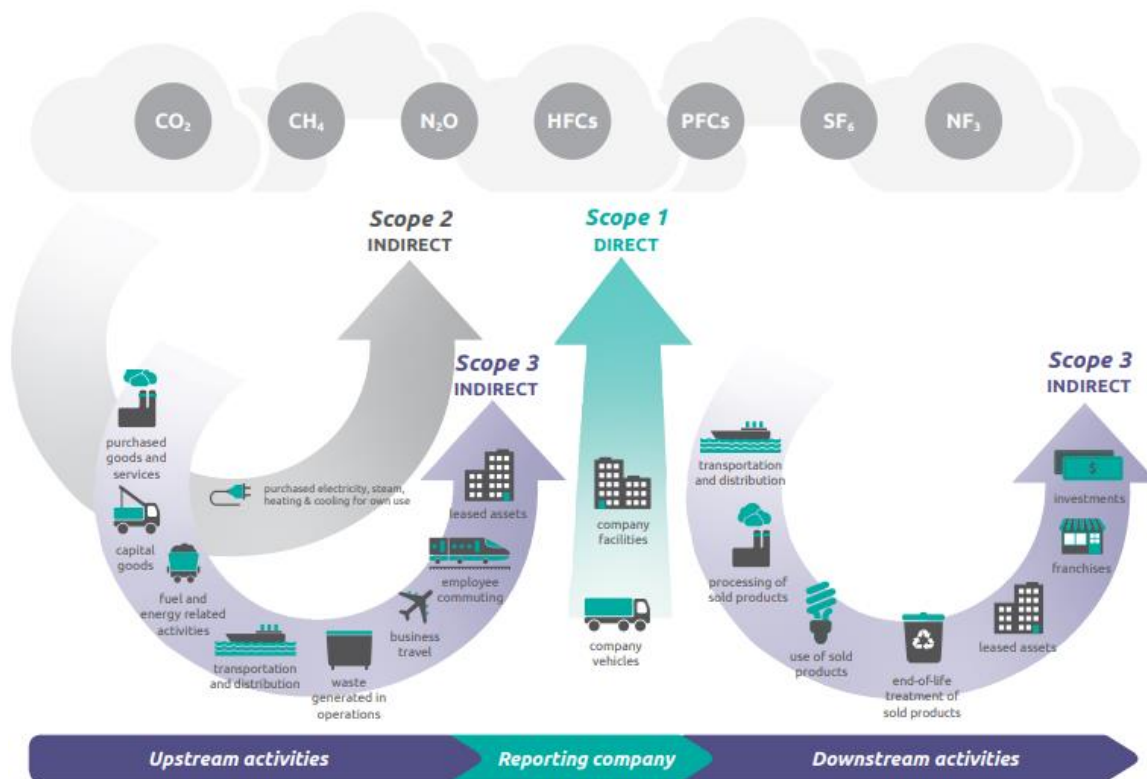 CO₂ CH₄ N₂O HFCs PFCs SF₆ NF₃
Scope 2
INDIRECT
Scope 1
DIRECT
Scope 3
INDIRECT
Scope 3
INDIRECT
purchased
goods and
services
capital
goods
fuel and
energy related
activities
purchased electricity, steam,
heating & cooling for own use
transportation
and distribution
waste
generated in
operations
business
travel
employee
commuting
leased assets
company
facilities
company
vehicles
transportation
and distribution
processing of
sold products
use of sold
products
end-of-life
treatment of
sold products
leased assets
franchises
$
investments
Upstream activities
Reporting company
Downstream activities